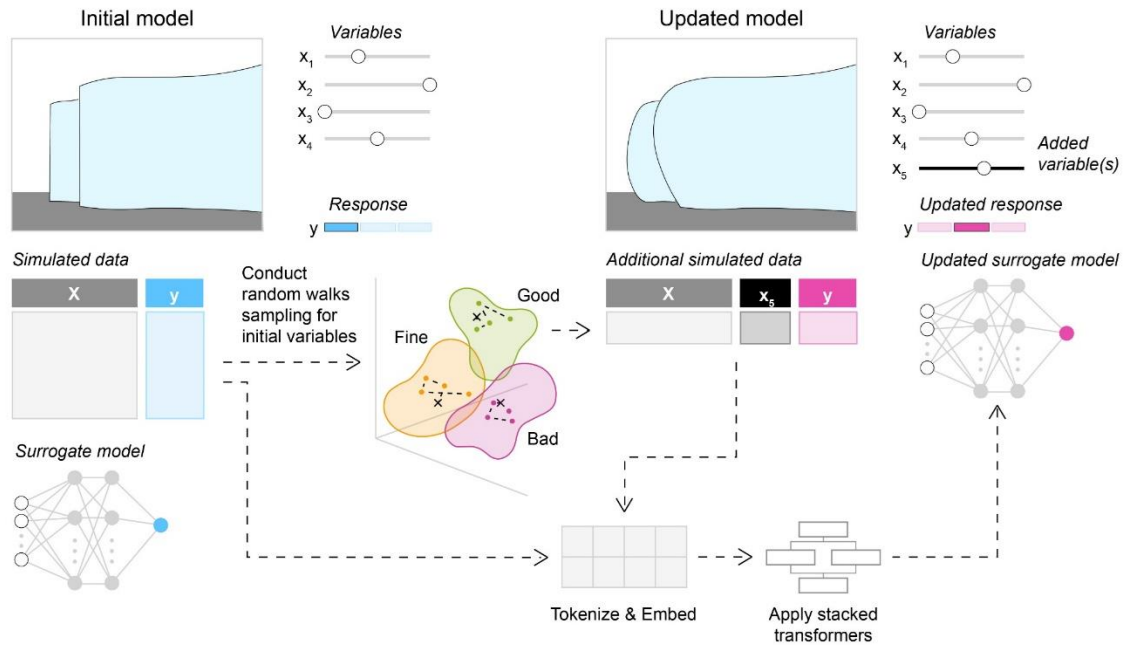 Initial model
Variables
x1
x2
x3
x4
Response
y
Updated model
Variables
x1
x2
x3
x4
x5
Added
variable(s)
Updated response
y
Simulated data
X
y
Conduct
random walks
sampling for
initial variables
Good
Fine
Bad
Additional simulated data
X
x5
y
Updated surrogate model
Surrogate model
Tokenize & Embed
Apply stacked
transformers